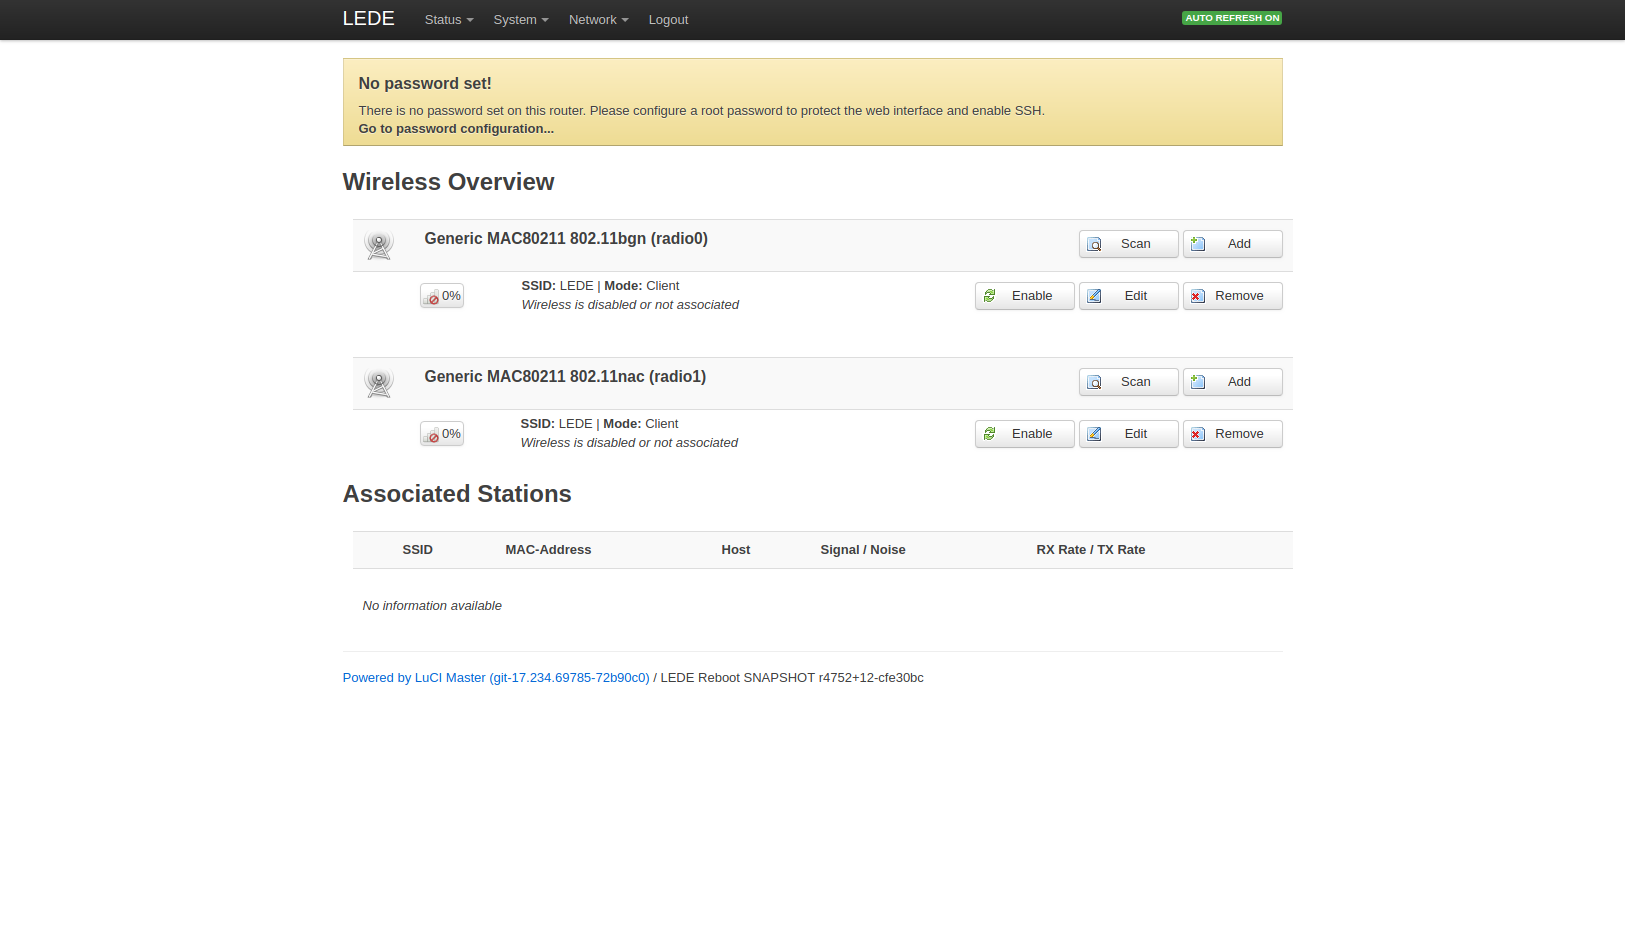 LEDE Status System Network Logout AUTO REFRESH ON
No password set!
There is no password set on this router. Please configure a root password to protect the web interface and enable SSH.
Go to password configuration...
Wireless Overview
Generic MAC80211 802.11bgn (radio0) Scan Add
0% SSID: LEDE | Mode: Client Enable Edit Remove
Wireless is disabled or not associated
Generic MAC80211 802.11nac (radio1) Scan Add
0% SSID: LEDE | Mode: Client Enable Edit Remove
Wireless is disabled or not associated
Associated Stations
SSID MAC-Address Host Signal / Noise RX Rate / TX Rate
No information available
Powered by LuCI Master (git-17.234.69785-72b90c0) / LEDE Reboot SNAPSHOT r4752+12-cfe30bc